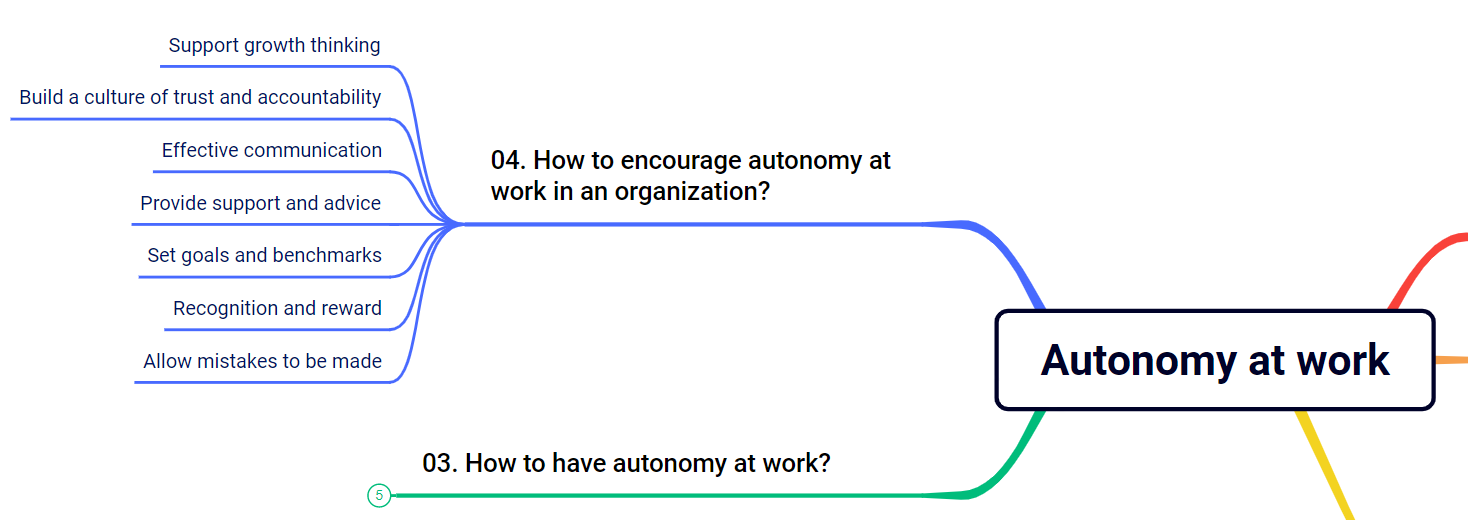 Support growth thinking
Build a culture of trust and accountability
Effective communication
Provide support and advice
Set goals and benchmarks
Recognition and reward
Allow mistakes to be made
04. How to encourage autonomy at
work in an organization?
Autonomy at work
03. How to have autonomy at work?
5